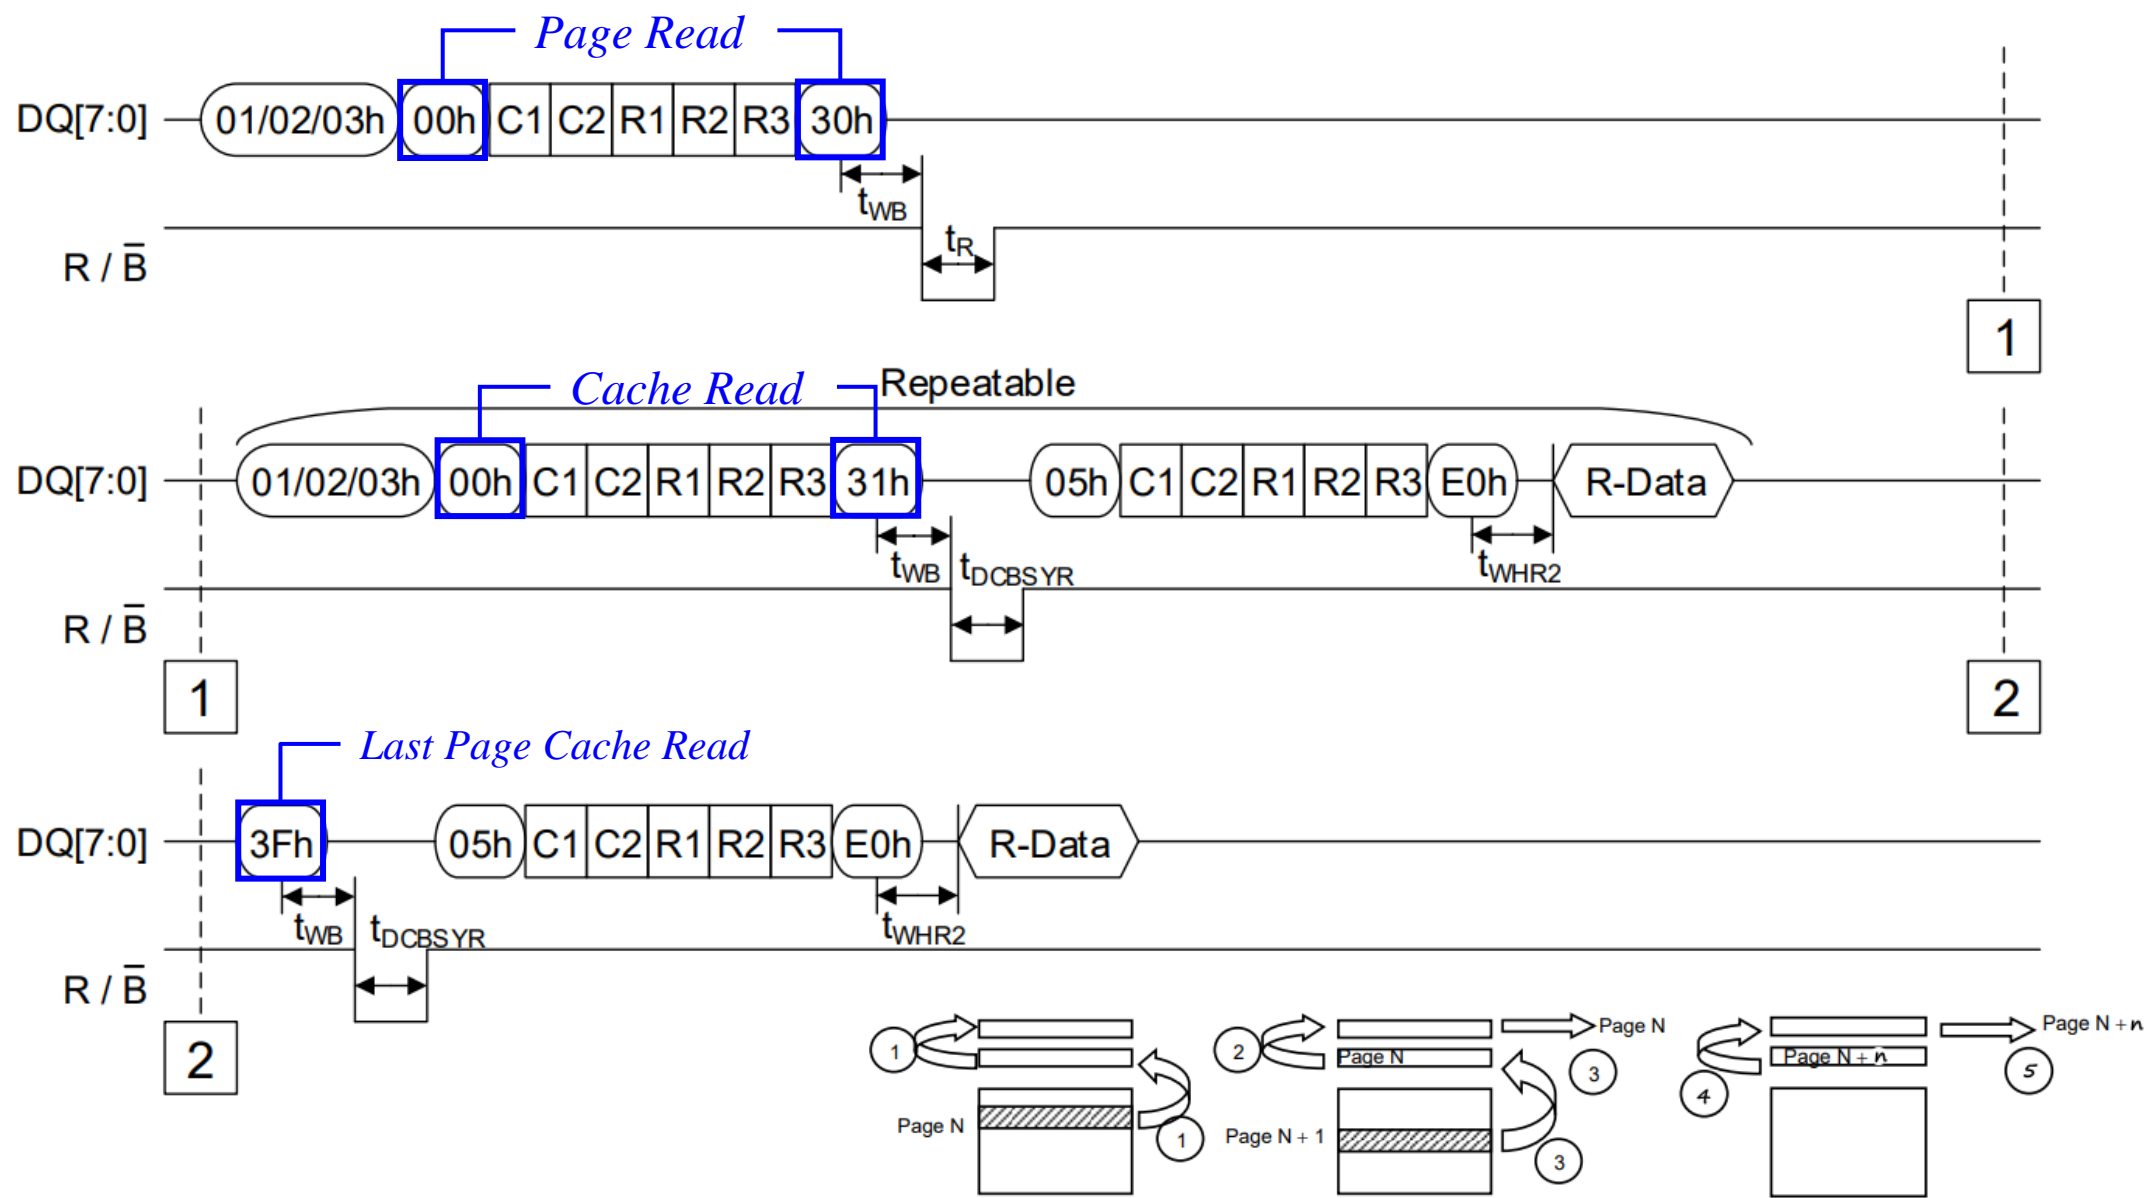 Page Read
DQ[7:0] 01/02/03h 00h C1 C2 R1 R2 R3 30h
tWB
tR
R / B̅
1
Cache Read Repeatable
DQ[7:0] 01/02/03h 00h C1 C2 R1 R2 R3 31h 05h C1 C2 R1 R2 R3 E0h R-Data
tWB tDCBSYR tWHR2
R / B̅
1 2
Last Page Cache Read
DQ[7:0] 3Fh 05h C1 C2 R1 R2 R3 E0h R-Data
tWB tDCBSYR tWHR2
R / B̅
2
1 2 Page N Page N Page N + n Page N + n
3 4 5
Page N 1 Page N + 1 3